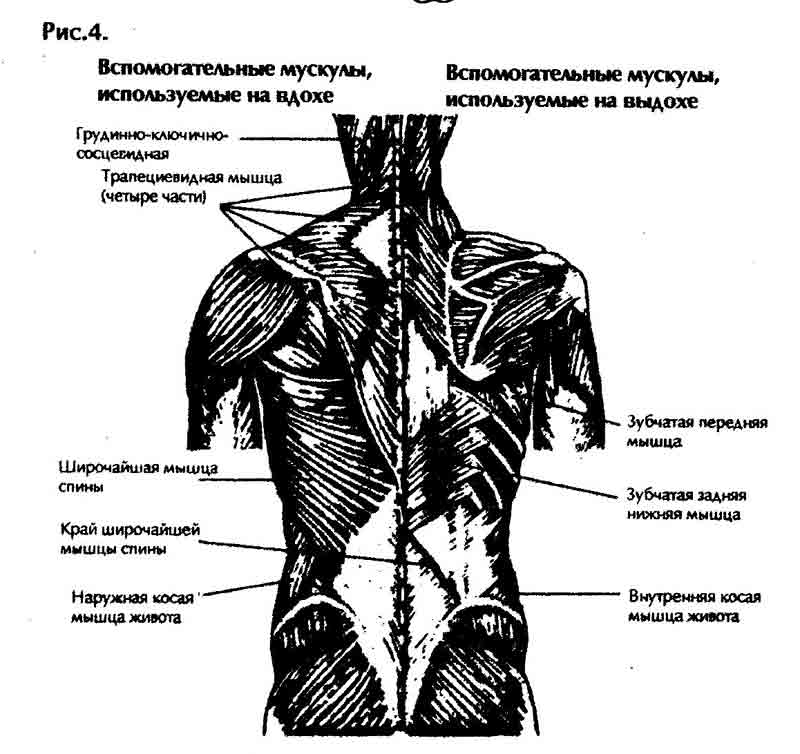 Рис.4.
Вспомогательные мускулы,
используемые на вдохе
Вспомогательные мускулы,
используемые на выдохе
Грудинно-ключично-
сосцевидная
Трапециевидная мышца
(четыре части)
Широчайшая мышца
спины
Край широчайшей
мышцы спины
Наружная косая
мышца живота
Зубчатая передняя
мышца
Зубчатая задняя
нижняя мышца
Внутренняя косая
мышца живота